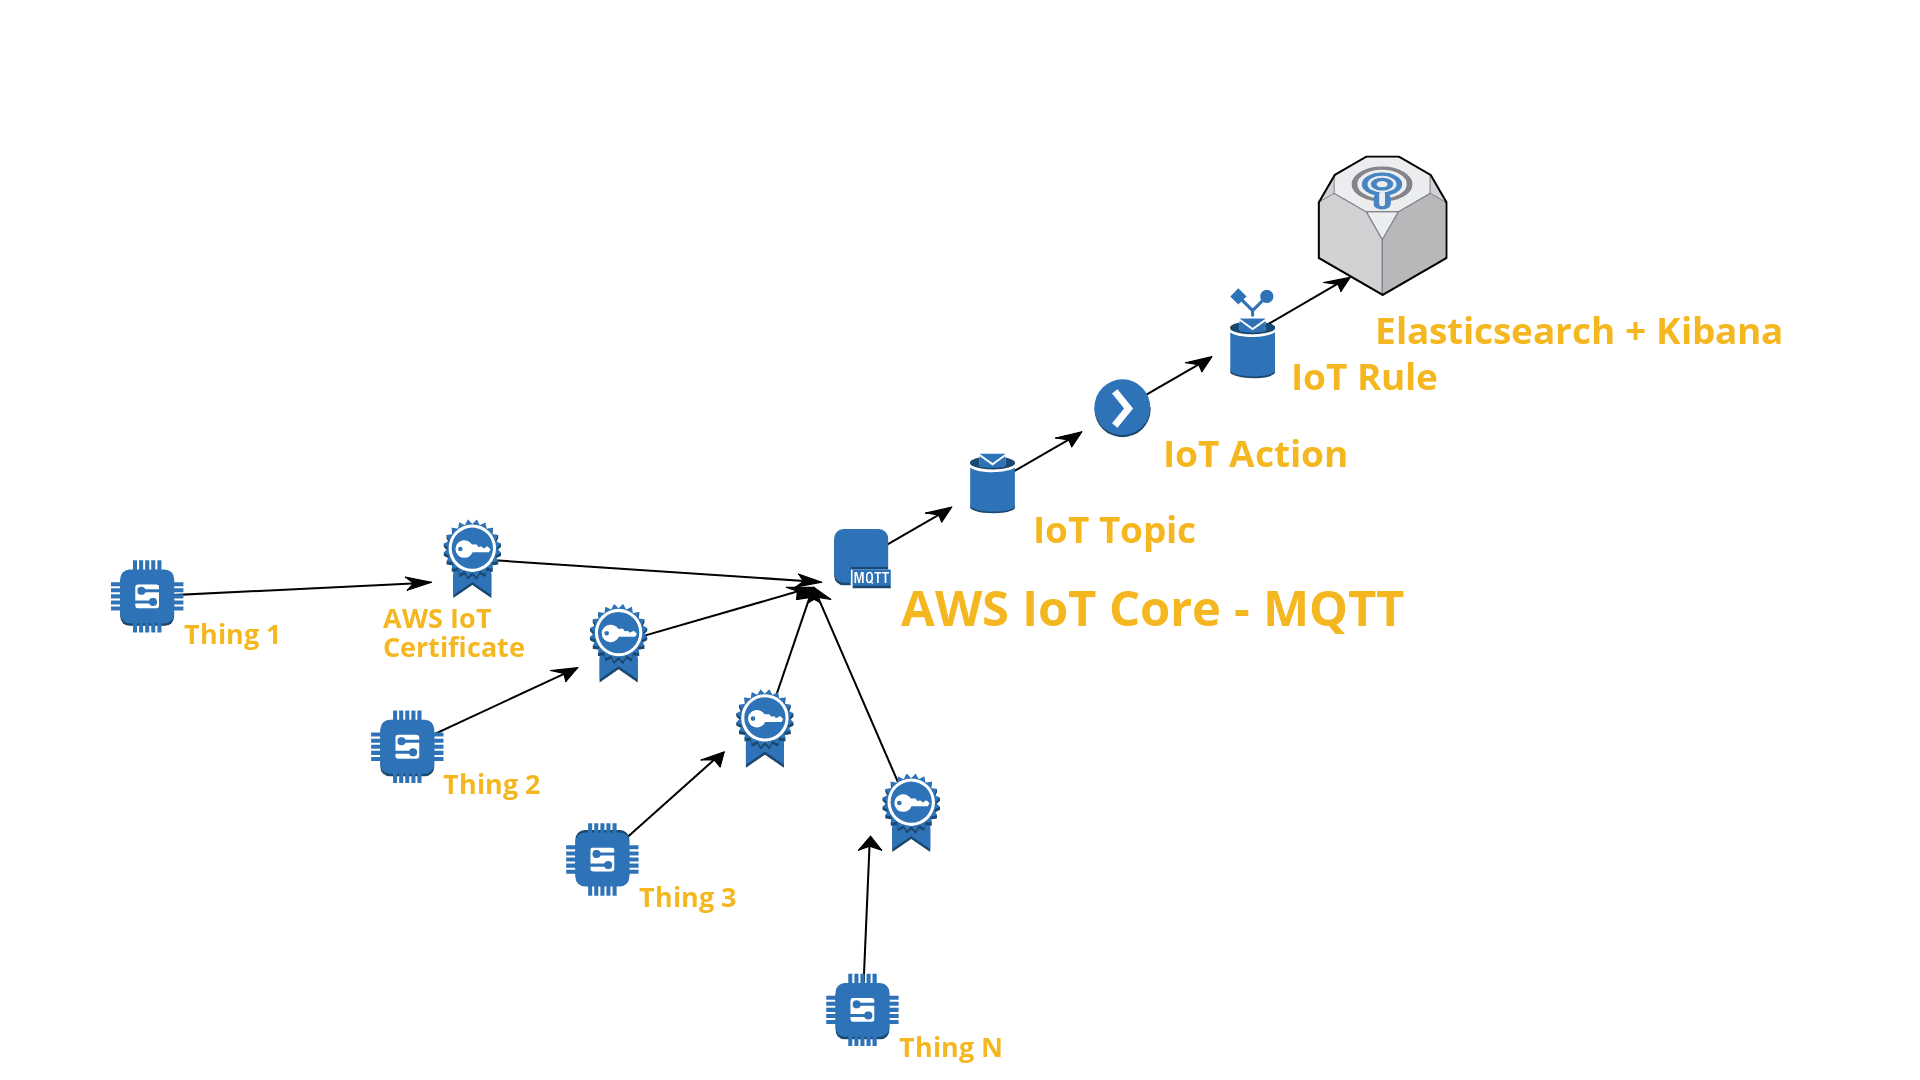 Elasticsearch + Kibana
IoT Rule
IoT Action
IoT Topic
MQTT
AWS IoT Core - MQTT
AWS IoT
Certificate
Thing 1
Thing 2
Thing 3
Thing N